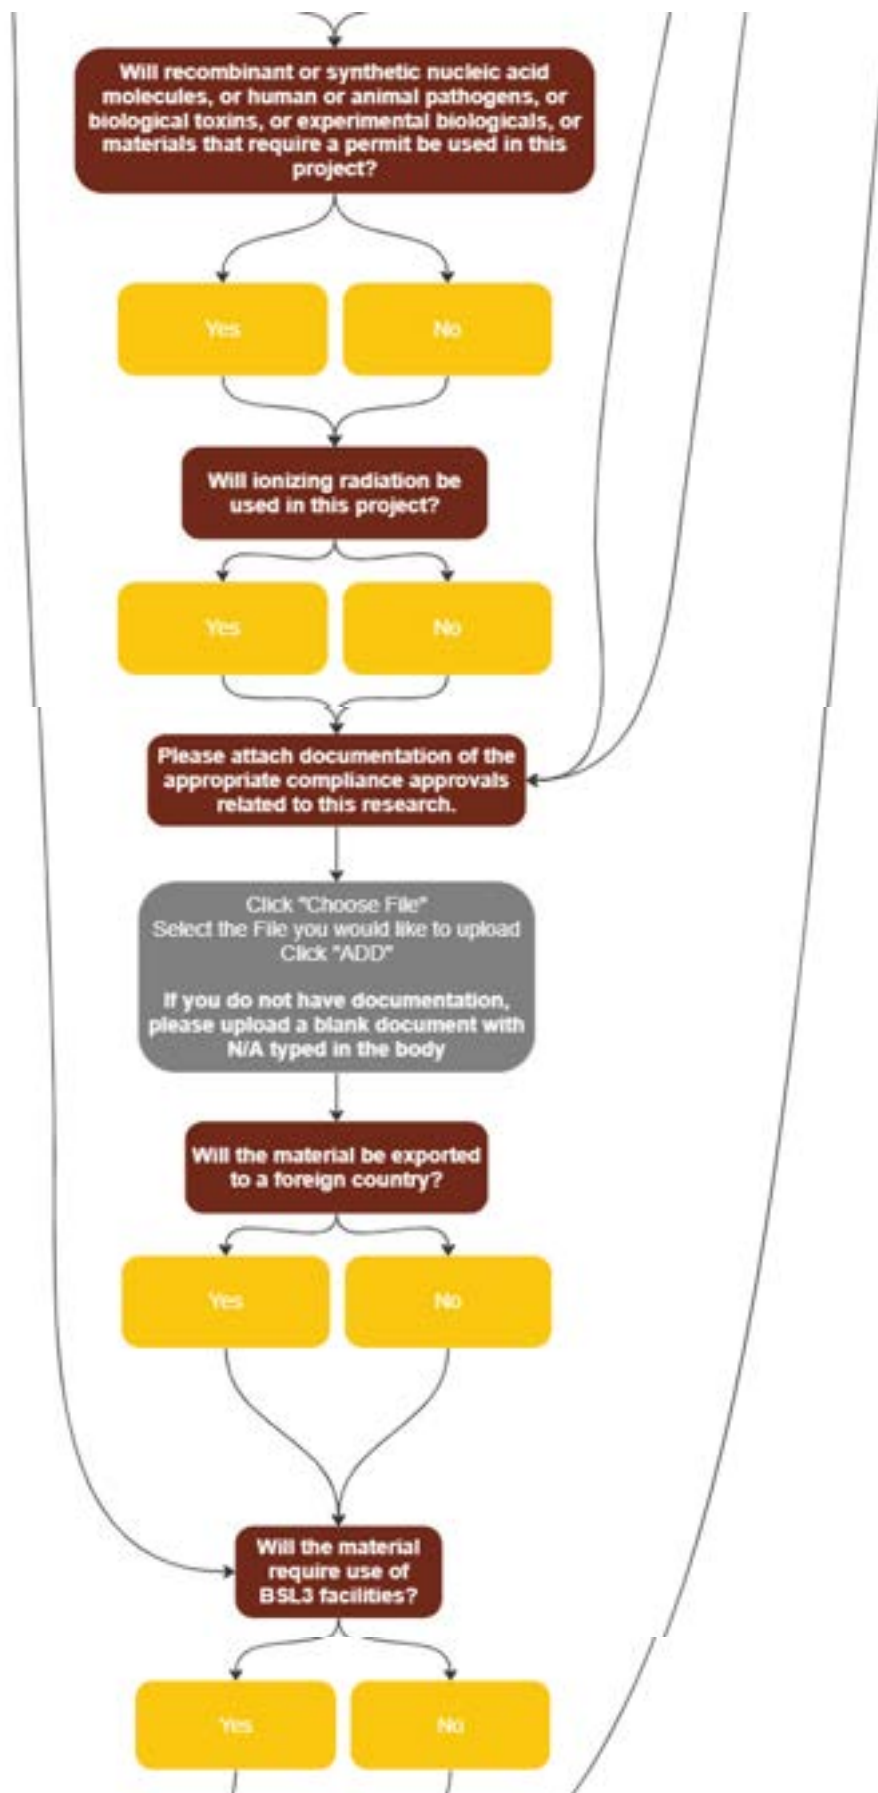 Will recombinant or synthetic nucleic acid
molecules, or human or animal pathogens, or
biological toxins, or experimental biologicals, or
materials that require a permit be used in this
project?
Yes
No
Will ionizing radiation be
used in this project?
Yes
No
Please attach documentation of the
appropriate compliance approvals
related to this research.
Click "Choose File"
Select the File you would like to upload
Click "ADD"
If you do not have documentation,
please upload a blank document with
N/A typed in the body
Will the material be exported
to a foreign country?
Yes
No
Will the material
require use of
BSL3 facilities?
Yes
No